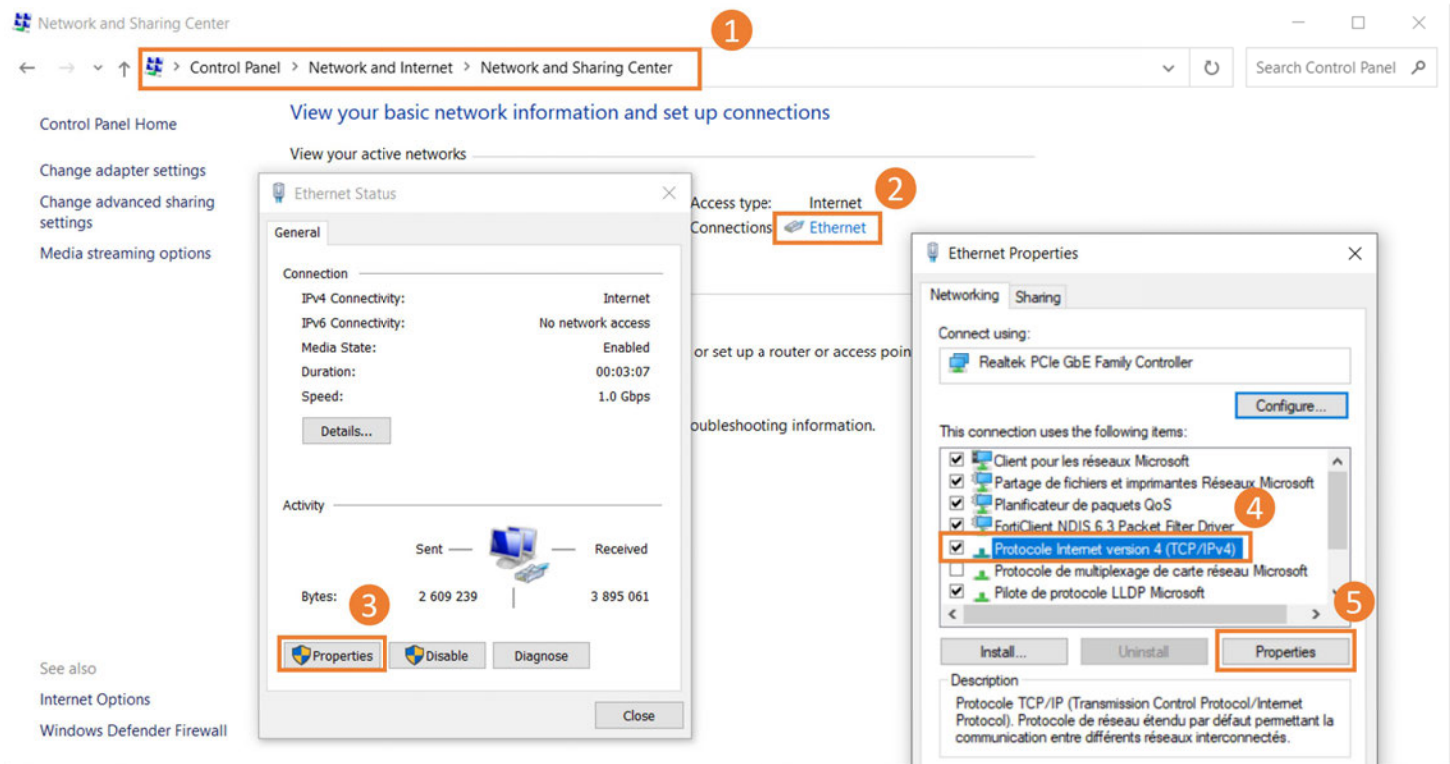 Network and Sharing Center
1
Control Panel > Network and Internet > Network and Sharing Center
Search Control Panel
Control Panel Home
Change adapter settings
Change advanced sharing
settings
Media streaming options
See also
Internet Options
Windows Defender Firewall
View your basic network information and set up connections
View your active networks
Access type: Internet
2
Connections Ethernet
or set up a router or access poin
oubleshooting information.
Ethernet Status
General
Connection
IPv4 Connectivity: Internet
IPv6 Connectivity: No network access
Media State: Enabled
Duration: 00:03:07
Speed: 1.0 Gbps
Details...
Activity
Sent — — Received
Bytes: 2 609 239 3 895 061
3
Properties Disable Diagnose
Close
Ethernet Properties
Networking Sharing
Connect using:
Realtek PCIe GbE Family Controller
Configure...
This connection uses the following items:
Client pour les réseaux Microsoft
Partage de fichiers et imprimantes Réseaux Microsoft
Planificateur de paquets QoS
4
FortiClient NDIS 6.3 Packet Filter Driver
Protocole Internet version 4 (TCP/IPv4)
Protocole de multiplexage de carte réseau Microsoft
Pilote de protocole LLDP Microsoft
5
Install... Uninstall Properties
Description
Protocole TCP/IP (Transmission Control Protocol/Internet
Protocol). Protocole de réseau étendu par défaut permettant la
communication entre différents réseaux interconnectés.